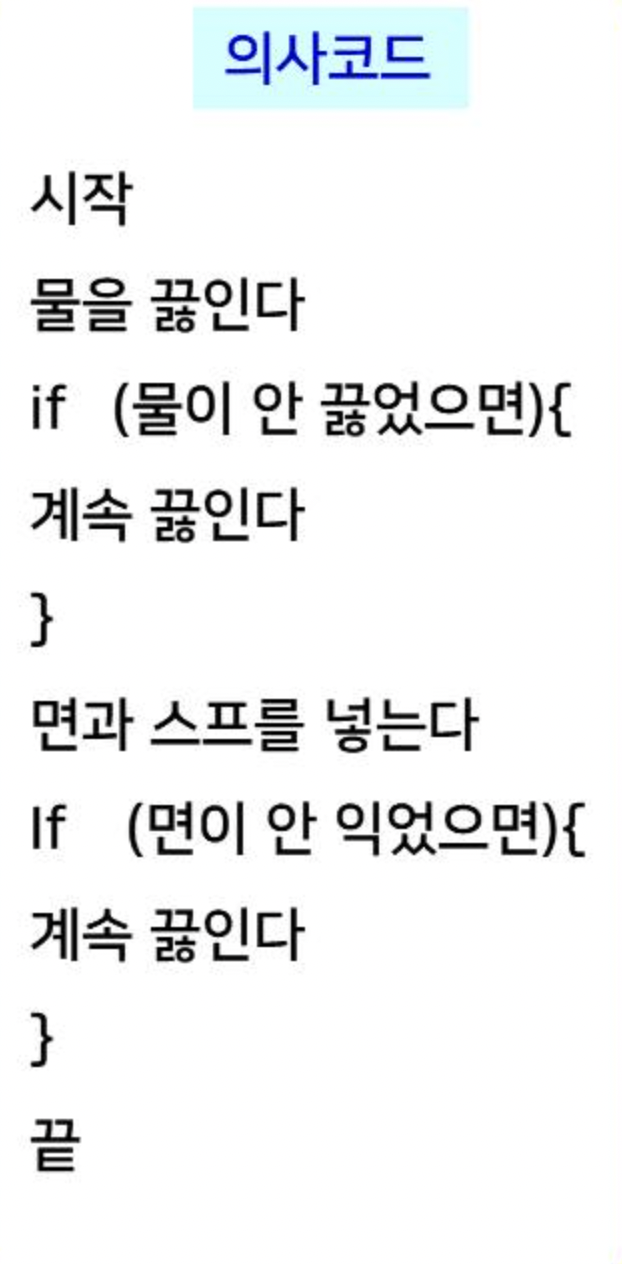 의사코드
시작
물을 끓인다
if (물이 안 끓었으면){
계속 끓인다
}
면과 스프를 넣는다
If (면이 안 익었으면){
계속 끓인다
}
끝